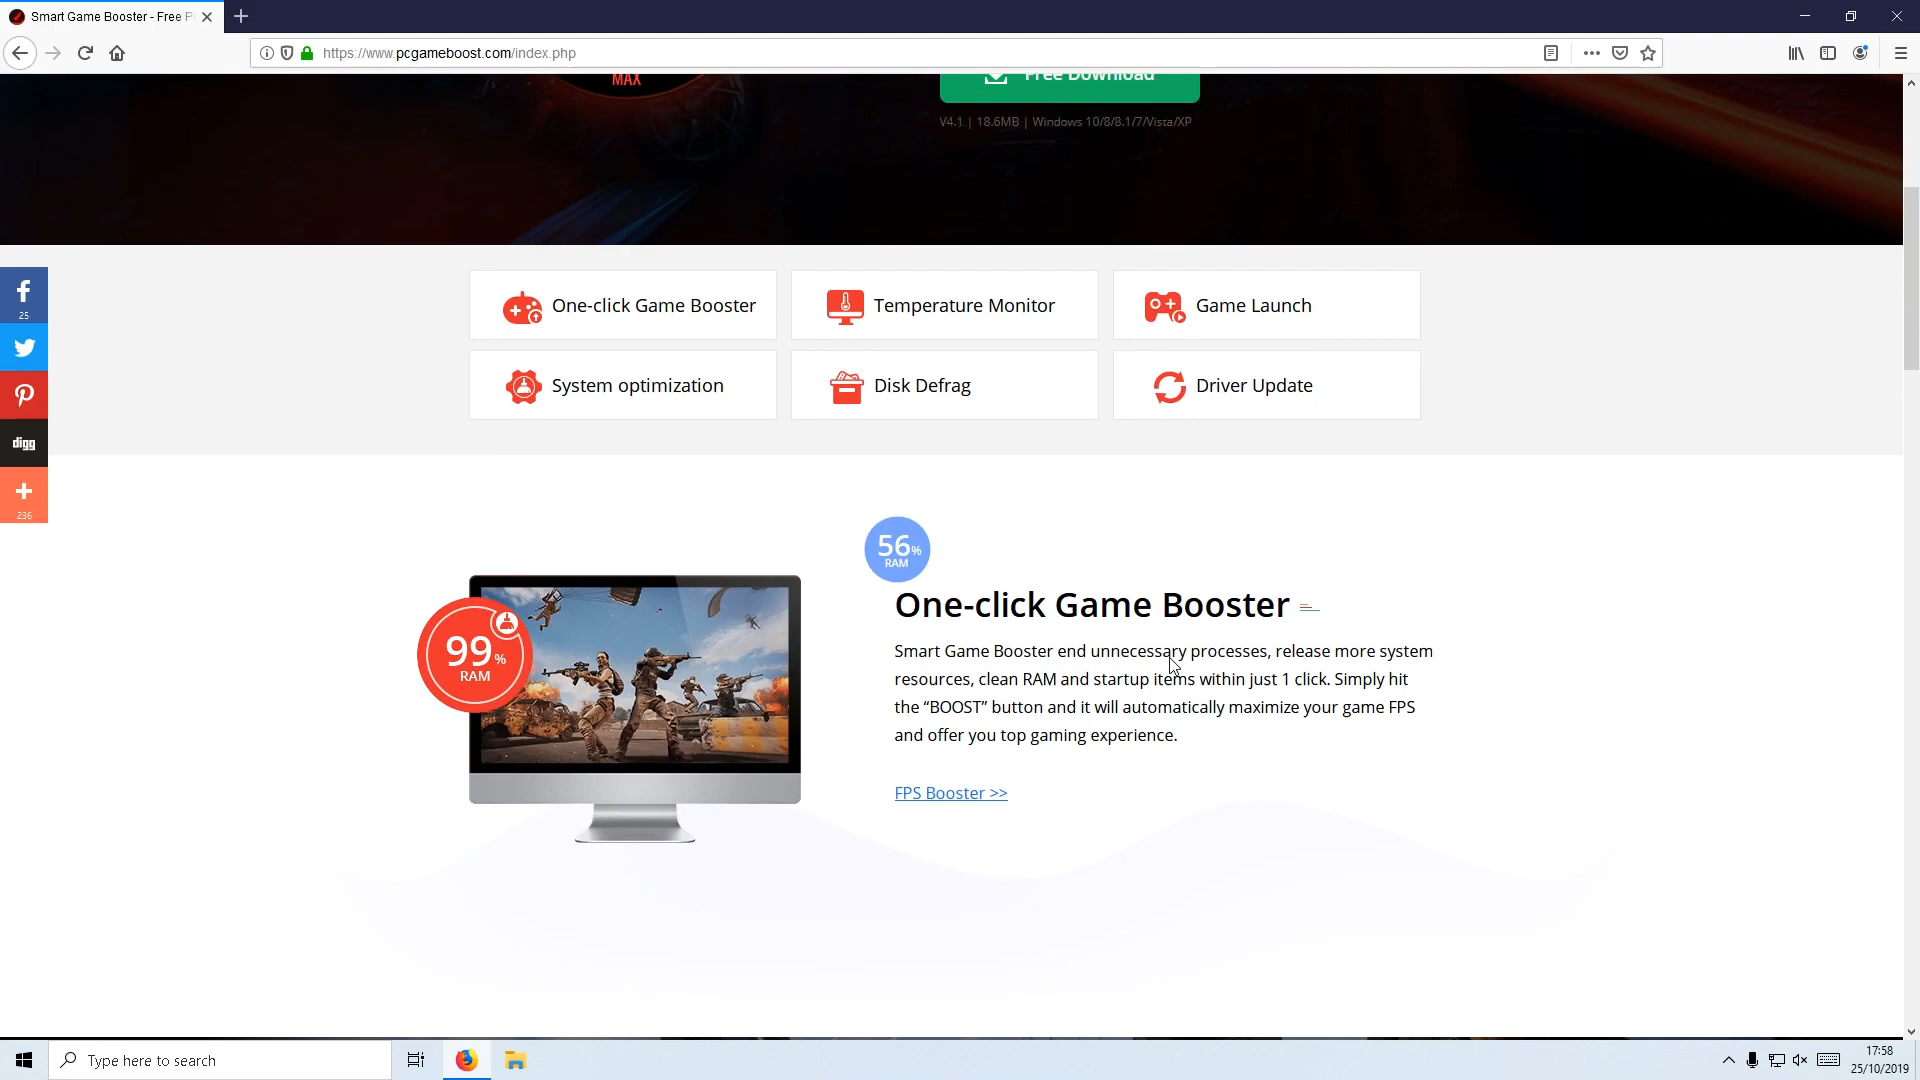 Smart Game Booster - Free P
https://www.pcgameboost.com/index.php
MAX
Free Download
V4.1 | 18.6MB | Windows 10/8/8.1/7/Vista/XP
25
digg
236
One-click Game Booster
Temperature Monitor
Game Launch
System optimization
Disk Defrag
Driver Update
56%
RAM
99%
RAM
One-click Game Booster
Smart Game Booster end unnecessary processes, release more system
resources, clean RAM and startup items within just 1 click. Simply hit
the “BOOST” button and it will automatically maximize your game FPS
and offer you top gaming experience.
FPS Booster >>
Type here to search
17:58
25/10/2019